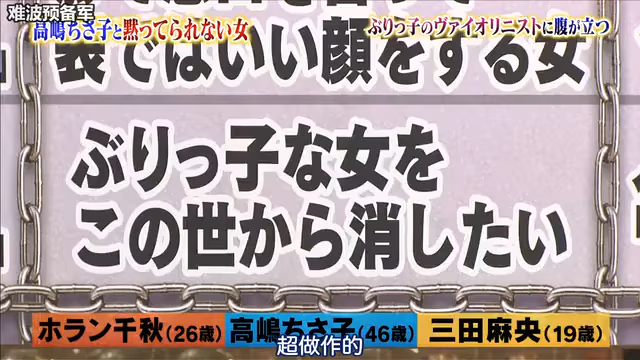 难波预备军
高嶋ちさ子と黙ってられない女
ぶりっ子のヴァイオリニストに腹が立つ
表ではいい顔をする女
ぶりっ子な女を
この世から消したい
ホラン千秋(26歳)
高嶋ちさ子(46歳)
三田麻央(19歳)
超做作的